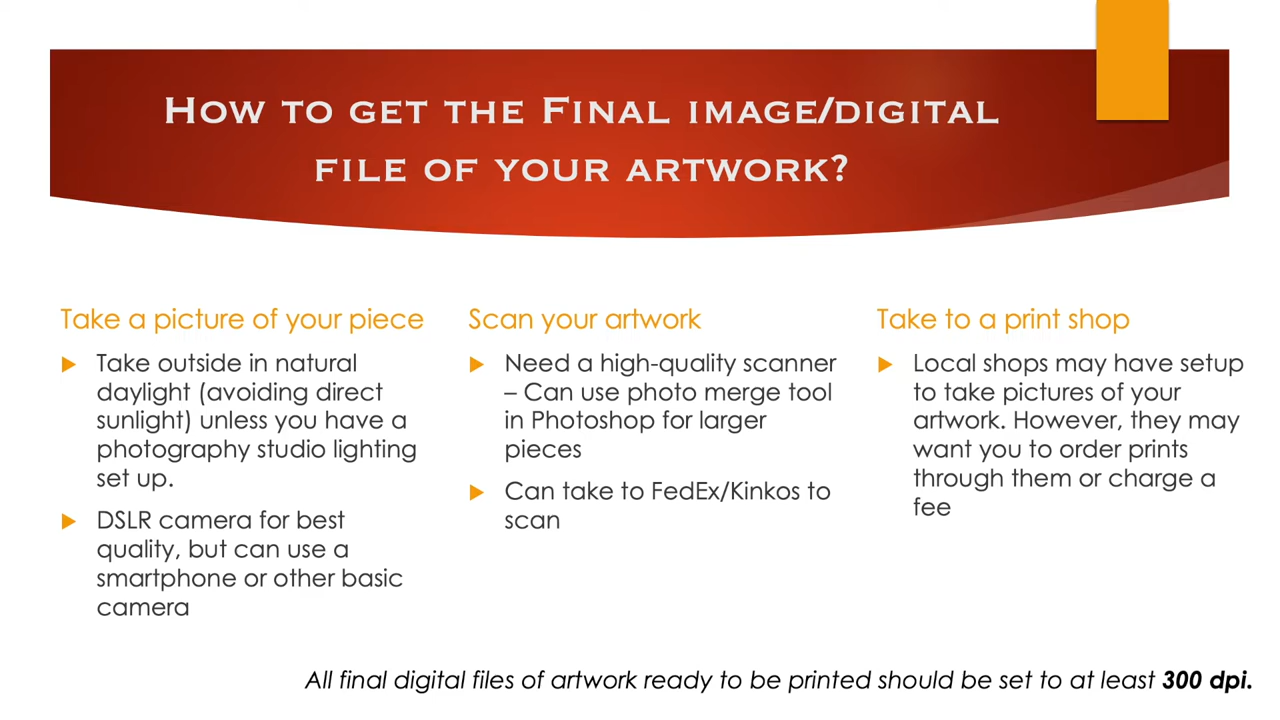 How to get the Final image/digital
file of your artwork?
Take a picture of your piece
Take outside in natural
daylight (avoiding direct
sunlight) unless you have a
photography studio lighting
set up.
DSLR camera for best
quality, but can use a
smartphone or other basic
camera
Scan your artwork
Need a high-quality scanner
– Can use photo merge tool
in Photoshop for larger
pieces
Can take to FedEx/Kinkos to
scan
Take to a print shop
Local shops may have setup
to take pictures of your
artwork. However, they may
want you to order prints
through them or charge a
fee
All final digital files of artwork ready to be printed should be set to at least 300 dpi.